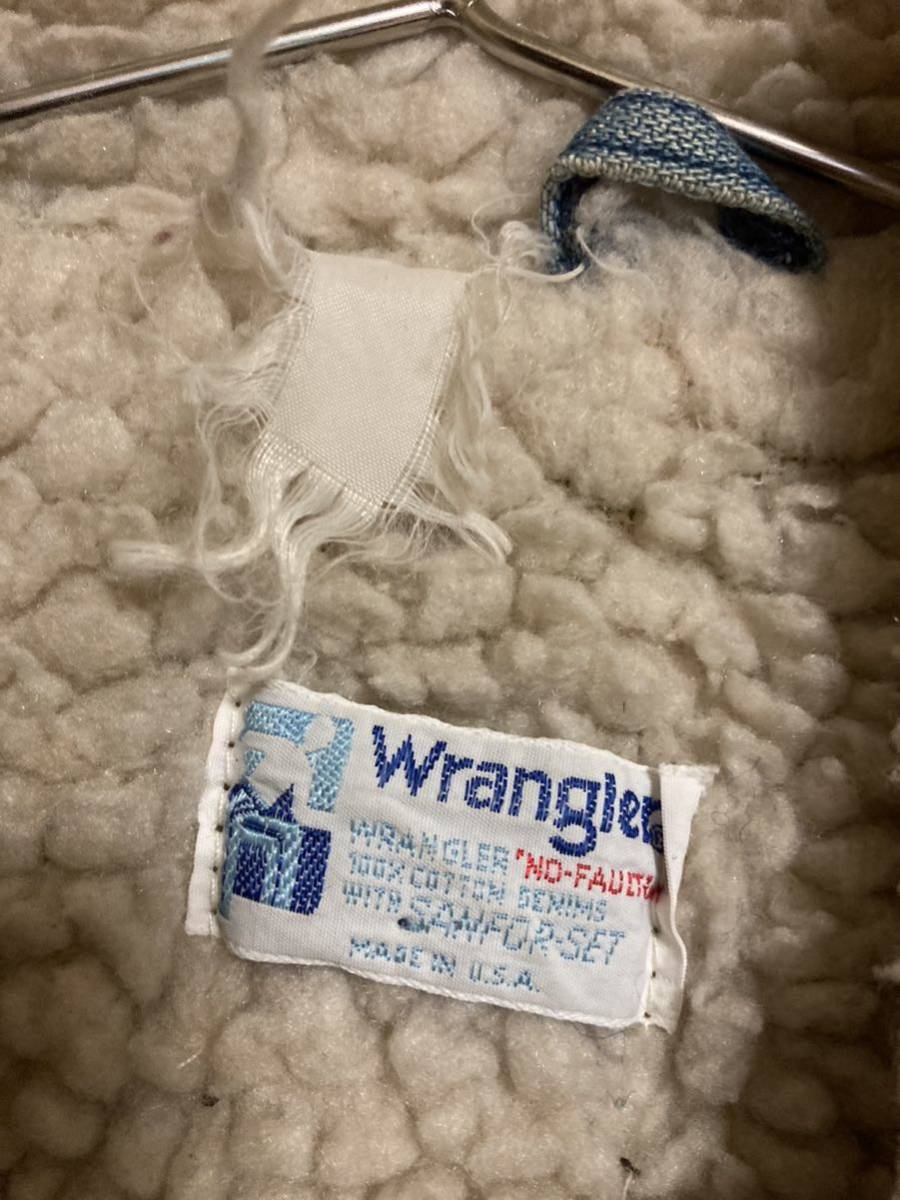 Wrangler®
WRANGLER "NO-FAULT"
100% COTTON DENIMS
WITH SANFOR-SET
MADE IN U.S.A.